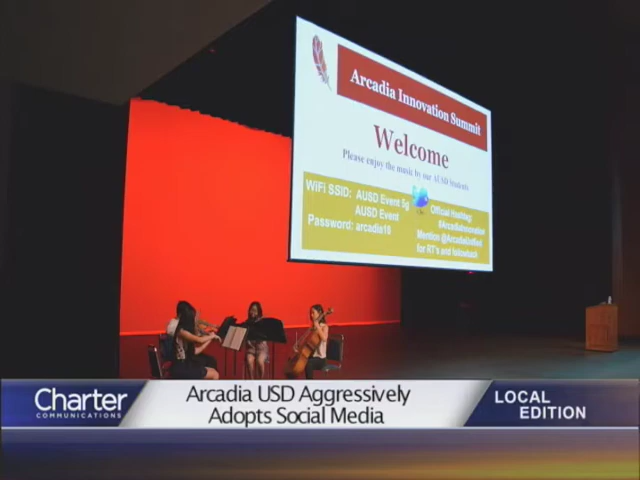 Arcadia Innovation Summit
Welcome
Please enjoy the music by our AUSD Students
WiFi SSID: AUSD Event 5g
AUSD Event
Password: arcadia16
Official Hashtag:
#ArcadiaInnovation
Mention @ArcadiaUnified
for RT's and followback
Charter
COMMUNICATIONS
Arcadia USD Aggressively
Adopts Social Media
LOCAL
EDITION